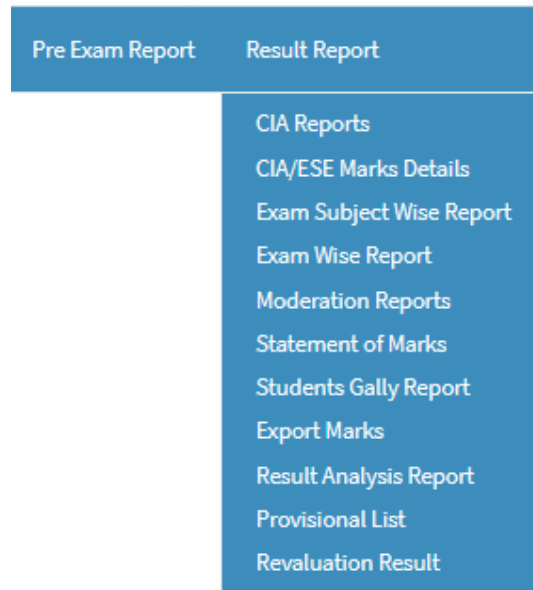 Pre Exam Report
Result Report
CIA Reports
CIA/ESE Marks Details
Exam Subject Wise Report
Exam Wise Report
Moderation Reports
Statement of Marks
Students Gally Report
Export Marks
Result Analysis Report
Provisional List
Revaluation Result